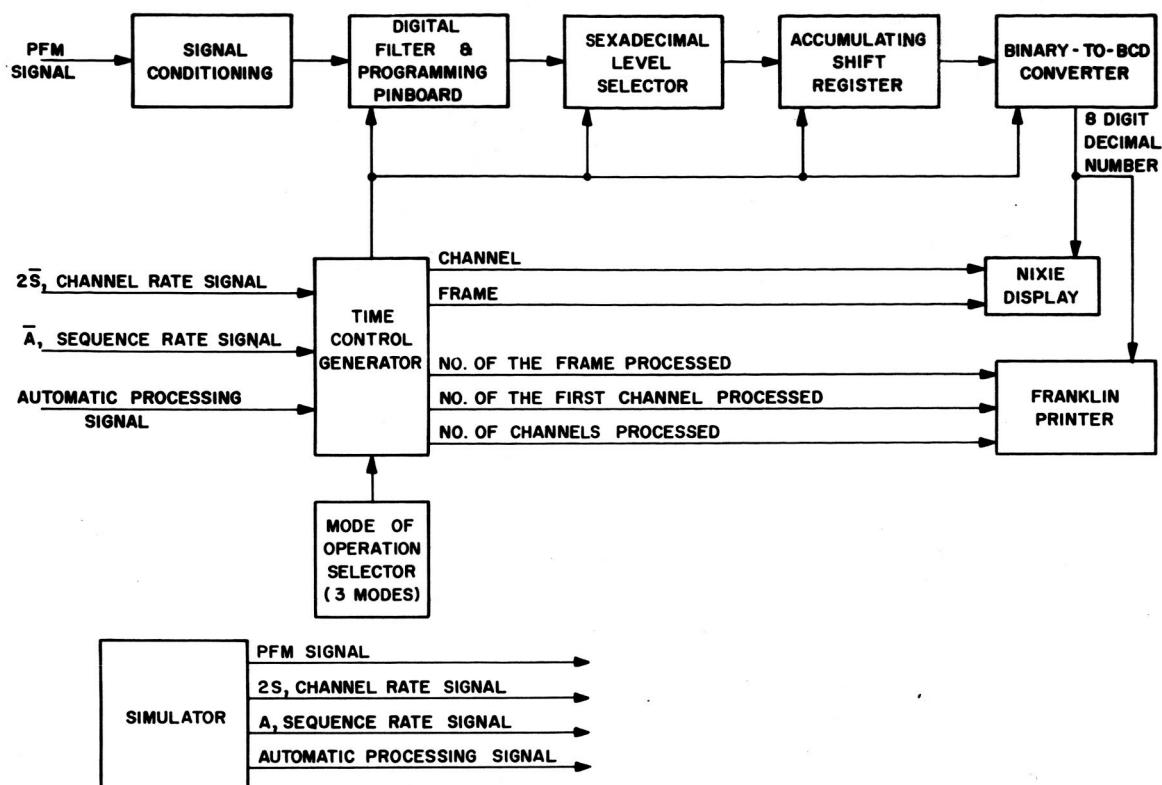 PFM
SIGNAL
SIGNAL
CONDITIONING
DIGITAL
FILTER &
PROGRAMMING
PINBOARD
SEXADECIMAL
LEVEL
SELECTOR
ACCUMULATING
SHIFT
REGISTER
BINARY-TO-BCD
CONVERTER
8 DIGIT
DECIMAL
NUMBER
2S̅, CHANNEL RATE SIGNAL
A̅, SEQUENCE RATE SIGNAL
AUTOMATIC PROCESSING
SIGNAL
TIME
CONTROL
GENERATOR
CHANNEL
FRAME
NO. OF THE FRAME PROCESSED
NO. OF THE FIRST CHANNEL PROCESSED
NO. OF CHANNELS PROCESSED
NIXIE
DISPLAY
FRANKLIN
PRINTER
MODE OF
OPERATION
SELECTOR
(3 MODES)
SIMULATOR
PFM SIGNAL
2S, CHANNEL RATE SIGNAL
A, SEQUENCE RATE SIGNAL
AUTOMATIC PROCESSING SIGNAL